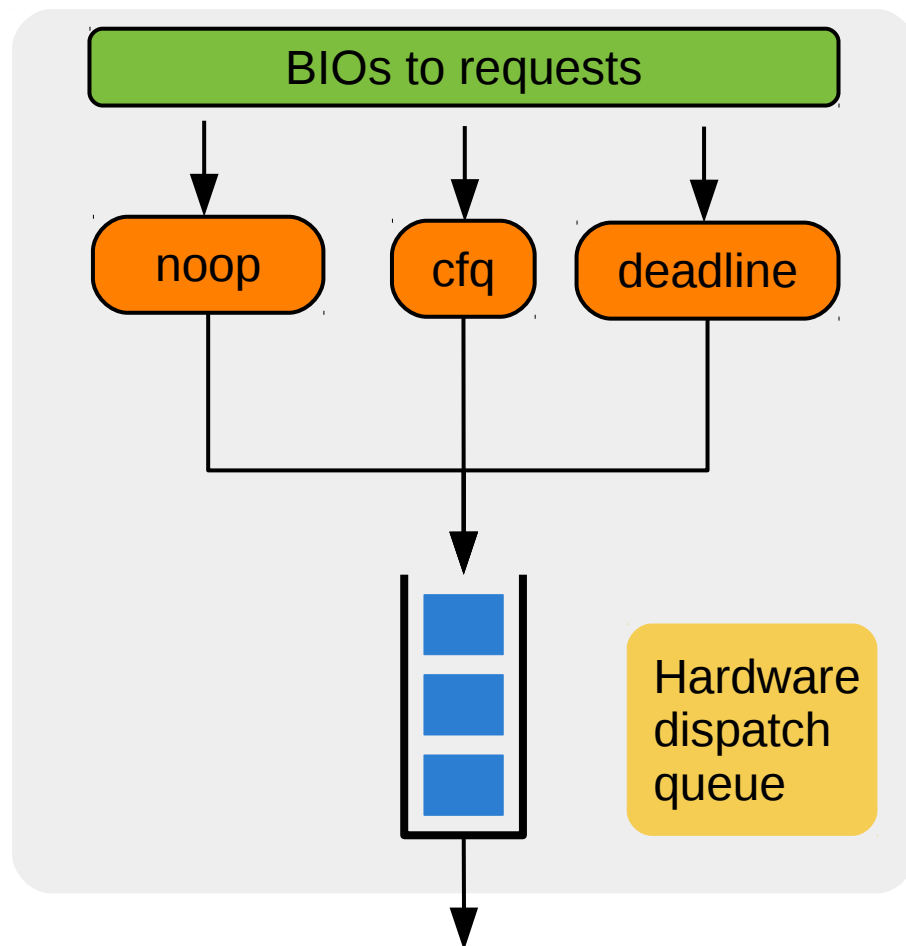 BIOs to requests
noop
cfq
deadline
Hardware
dispatch
queue